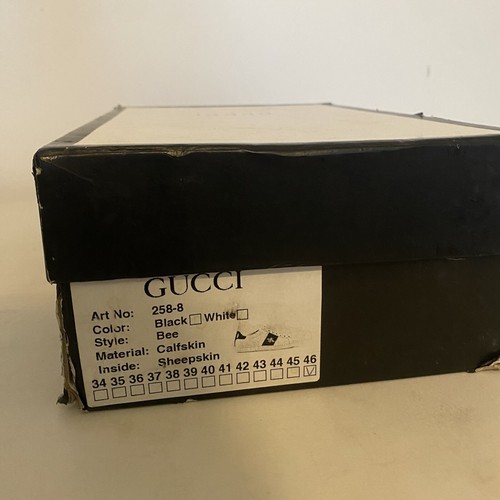 GUCCI
GUCCI
Art No: 258-8
Color: Black White
Style: Bee
Material: Calfskin
Inside: Sheepskin
34 35 36 37 38 39 40 41 42 43 44 45 46